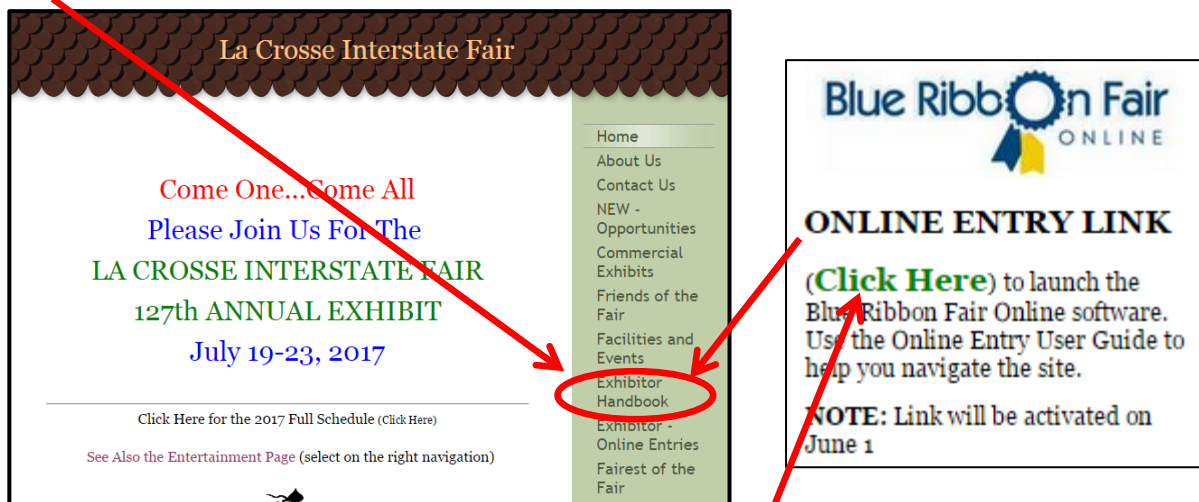 La Crosse Interstate Fair
Come One...Come All
Please Join Us For The
LA CROSSE INTERSTATE FAIR
127th ANNUAL EXHIBIT
July 19-23, 2017
Click Here for the 2017 Full Schedule (Click Here)
See Also the Entertainment Page (select on the right navigation)
Home
About Us
Contact Us
NEW -
Opportunities
Commercial
Exhibits
Friends of the
Fair
Facilities and
Events
Exhibitor
Handbook
Exhibitor -
Online Entries
Fairest of the
Fair
Blue Ribbon Fair
ONLINE
ONLINE ENTRY LINK
(Click Here) to launch the
Blue Ribbon Fair Online software.
Use the Online Entry User Guide to
help you navigate the site.
NOTE: Link will be activated on
June 1